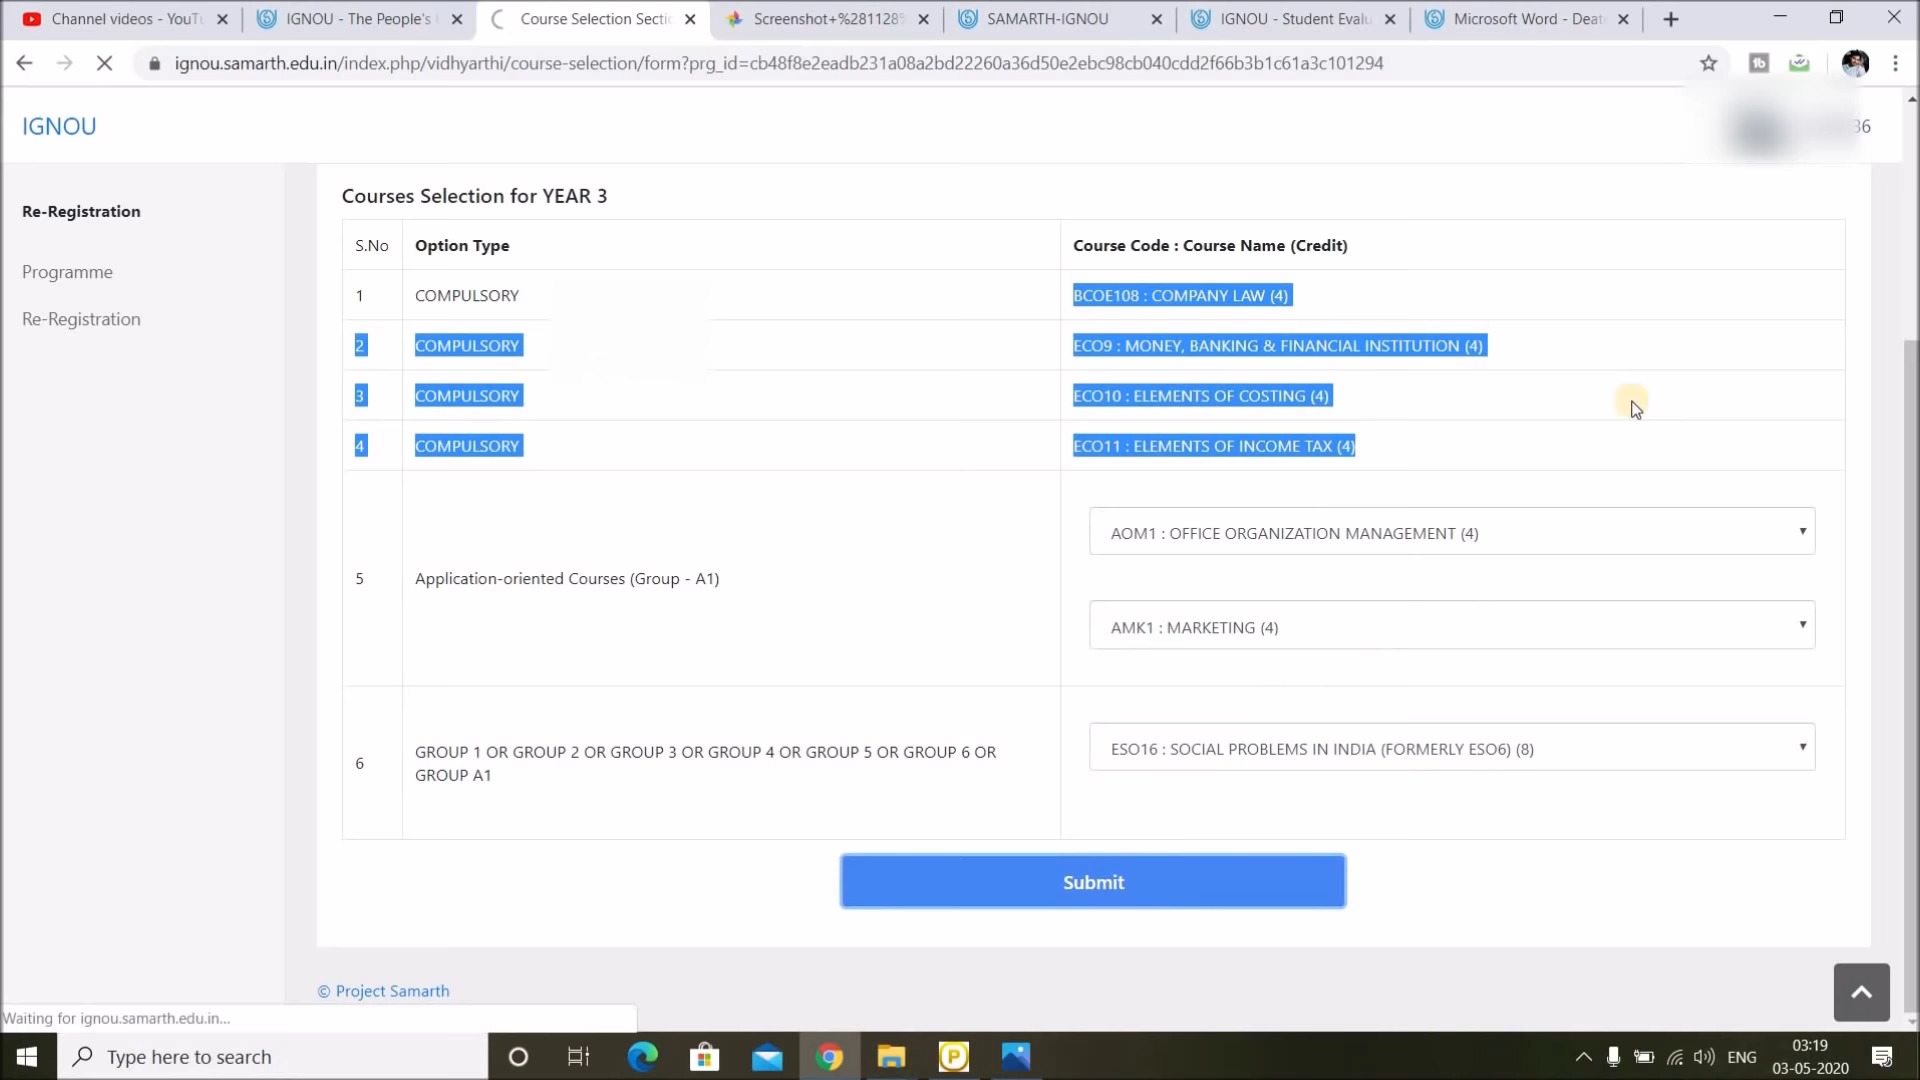 Channel videos - YouTu
IGNOU - The People's
Course Selection Secti
Screenshot+%281128%
SAMARTH-IGNOU
IGNOU - Student Evalu
Microsoft Word - Deat
ignou.samarth.edu.in/index.php/vidhyarthi/course-selection/form?prg_id=cb48f8e2eadb231a08a2bd22260a36d50e2ebc98cb040cdd2f66b3b1c61a3c101294
IGNOU
36
Re-Registration
Programme
Re-Registration
Courses Selection for YEAR 3
S.No Option Type Course Code : Course Name (Credit)
1 COMPULSORY BCOE108 : COMPANY LAW (4)
2 COMPULSORY ECO9 : MONEY, BANKING & FINANCIAL INSTITUTION (4)
3 COMPULSORY ECO10 : ELEMENTS OF COSTING (4)
4 COMPULSORY ECO11 : ELEMENTS OF INCOME TAX (4)
5 Application-oriented Courses (Group - A1)
AOM1 : OFFICE ORGANIZATION MANAGEMENT (4)
AMK1 : MARKETING (4)
6 GROUP 1 OR GROUP 2 OR GROUP 3 OR GROUP 4 OR GROUP 5 OR GROUP 6 OR
GROUP A1
ESO16 : SOCIAL PROBLEMS IN INDIA (FORMERLY ESO6) (8)
Submit
© Project Samarth
Waiting for ignou.samarth.edu.in...
Type here to search
ENG
03:19
03-05-2020